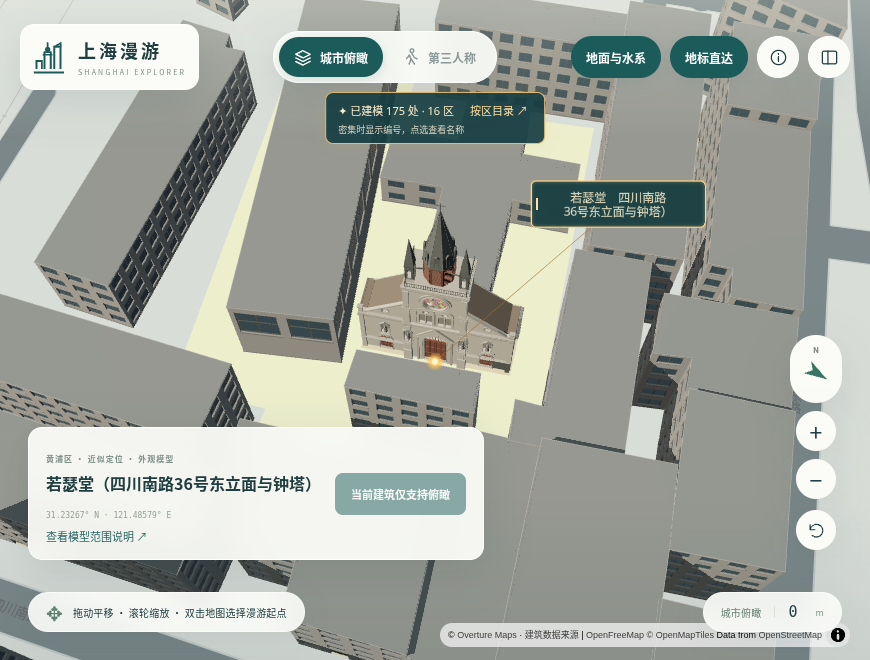 上海漫游
SHANGHAI EXPLORER
城市俯瞰
第三人称
地面与水系
地标直达
✦ 已建模 175 处 · 16 区 按区目录 ↗
密集时显示编号，点选查看名称
若瑟堂 四川南路
36号东立面与钟塔）
N
黄浦区 · 近似定位 · 外观模型
若瑟堂（四川南路36号东立面与钟塔）
当前建筑仅支持俯瞰
31.23267° N · 121.48579° E
查看模型范围说明 ↗
拖动平移 · 滚轮缩放 · 双击地图选择漫游起点
城市俯瞰 0 m
© Overture Maps · 建筑数据来源 | OpenFreeMap © OpenMapTiles Data from OpenStreetMap